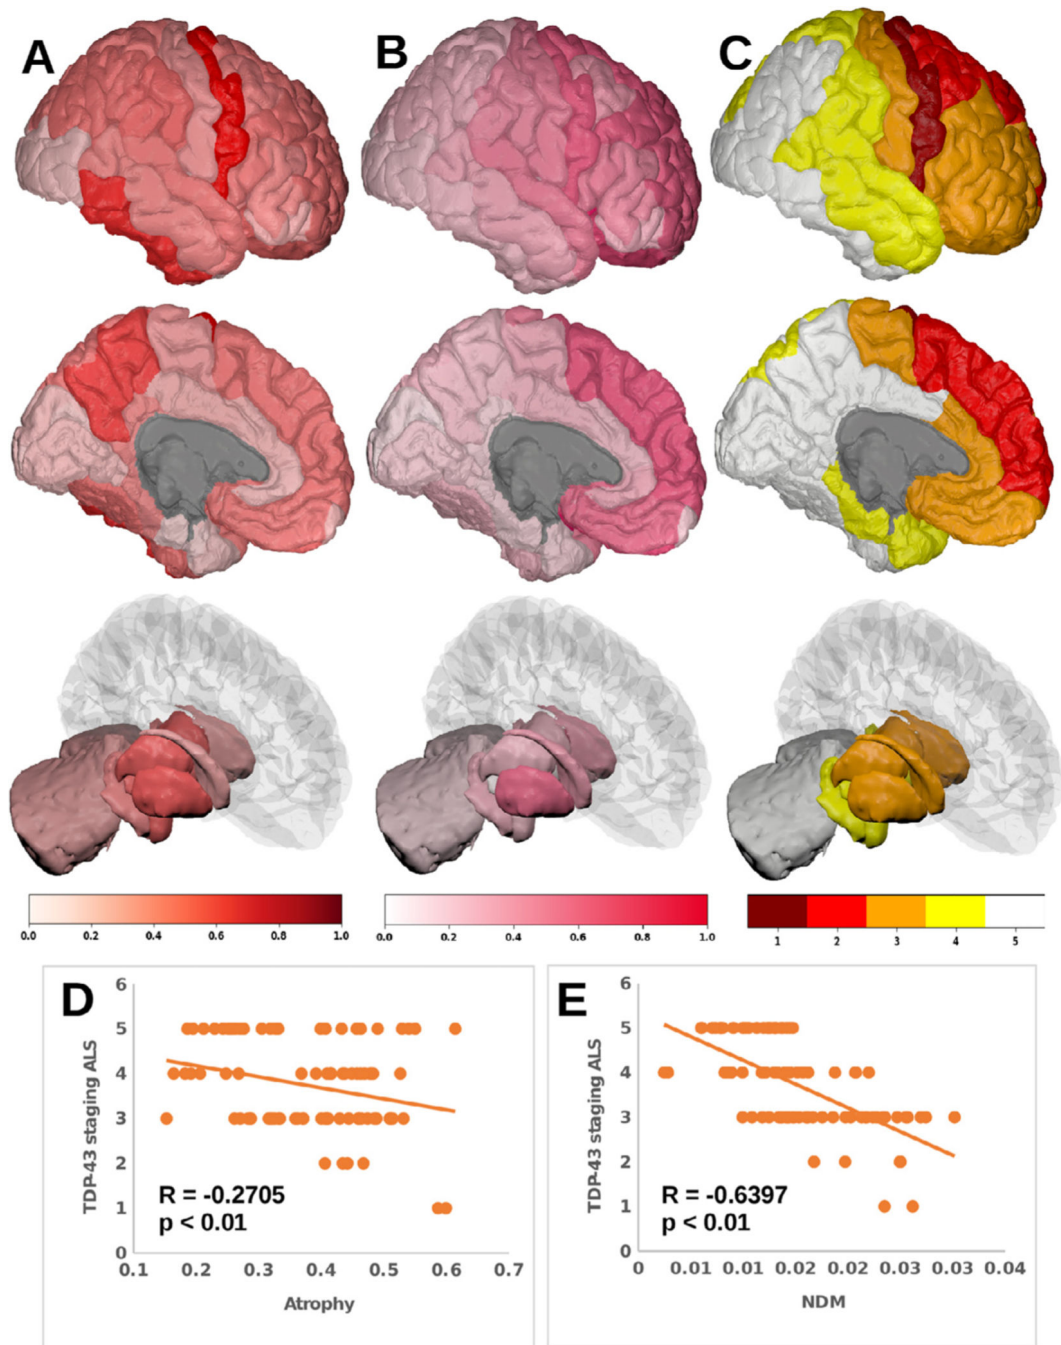 A B C
0.0 0.2 0.4 0.6 0.8 1.0
0.0 0.2 0.4 0.6 0.8 1.0
1 2 3 4 5
D
TDP-43 staging ALS
6
5
4
3
2
1
0
R = -0.2705
p < 0.01
0.1 0.2 0.3 0.4 0.5 0.6 0.7
Atrophy
E
TDP-43 staging ALS
6
5
4
3
2
1
0
R = -0.6397
p < 0.01
0 0.01 0.01 0.02 0.02 0.03 0.03 0.04
NDM